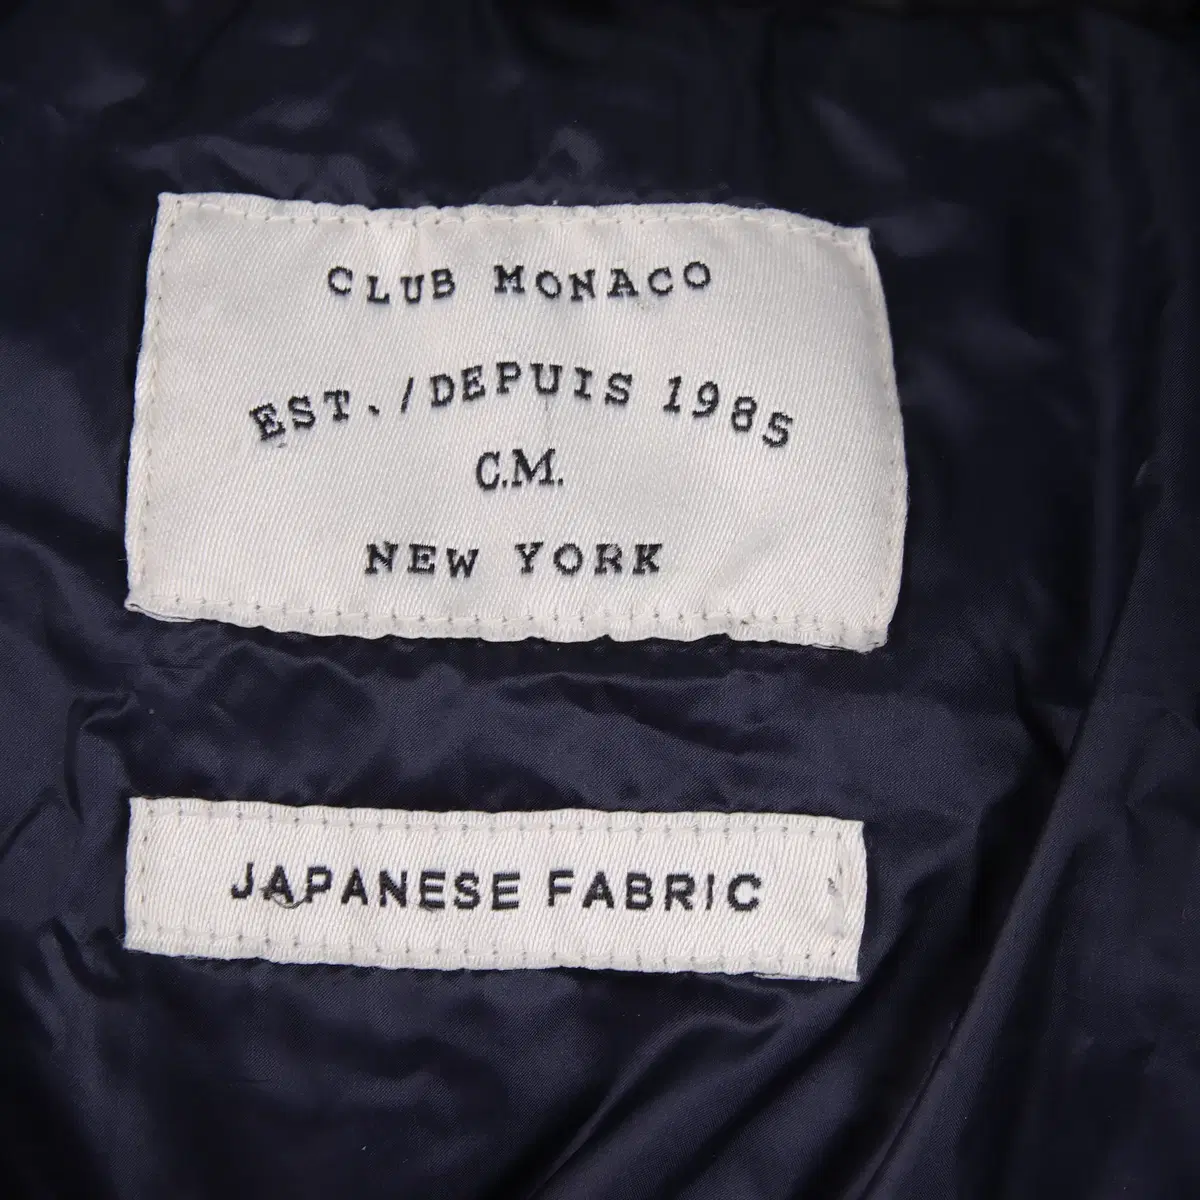 CLUB MONACO
EST./DEPUIS 1985
C.M.
NEW YORK
JAPANESE FABRIC